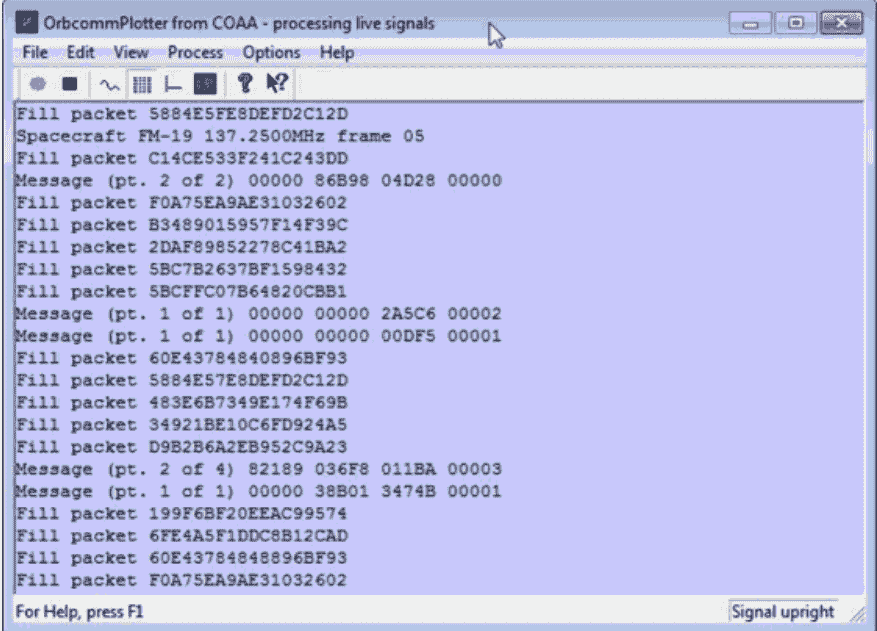 OrbcommPlotter from COAA - processing live signals
File Edit View Process Options Help
Fill packet 5884E5FE8DEFD2C12D
Spacecraft FM-19 137.2500MHz frame 05
Fill packet C14CE533F241C243DD
Message (pt. 2 of 2) 00000 86B98 04D28 00000
Fill packet F0A75EA9AE31032602
Fill packet B3489015957F14F39C
Fill packet 2DAF89852278C41BA2
Fill packet 5BC7B2637BF1598432
Fill packet 5BCFFC07B64820CBB1
Message (pt. 1 of 1) 00000 00000 2A5C6 00002
Message (pt. 1 of 1) 00000 00000 00DF5 00001
Fill packet 60E43784840896BF93
Fill packet 5884E57E8DEFD2C12D
Fill packet 483E6B7349E174F69B
Fill packet 34921BE10C6FD924A5
Fill packet D9B2B6A2EB952C9A23
Message (pt. 2 of 4) 82189 036F8 011BA 00003
Message (pt. 1 of 1) 00000 38B01 3474B 00001
Fill packet 199F6BF20EEAC99574
Fill packet 6FE4A5F1DDC8B12CAD
Fill packet 60E43784848896BF93
Fill packet F0A75EA9AE31032602
For Help, press F1
Signal upright